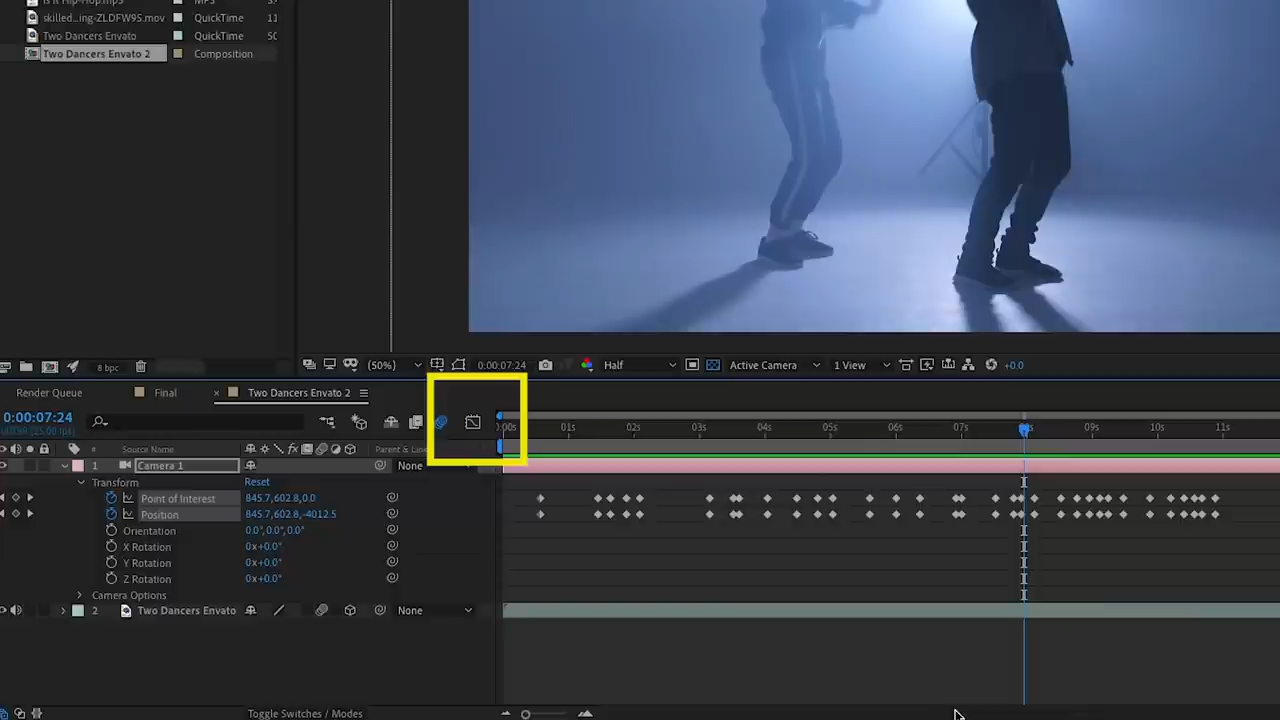 Is It Hip-Hop.mp3 MP3
skilled...ing-ZLDFW9S.mov QuickTime 11
Two Dancers Envato QuickTime 50
Two Dancers Envato 2 Composition
8 bpc (50%) 0:00:07:24 Half Active Camera 1 View +0.0
Render Queue Final × Two Dancers Envato 2
0:00:07:24
:00s 01s 02s 03s 04s 05s 06s 07s 09s 10s 11s
Source Name fx Parent & Link
1 Camera 1 None
Transform Reset
Point of Interest 845.7,602.8,0.0
Position 845.7,602.8,-4012.5
Orientation 0.0°,0.0°,0.0°
X Rotation 0x+0.0°
Y Rotation 0x+0.0°
Z Rotation 0x+0.0°
Camera Options
2 Two Dancers Envato None
Toggle Switches / Modes